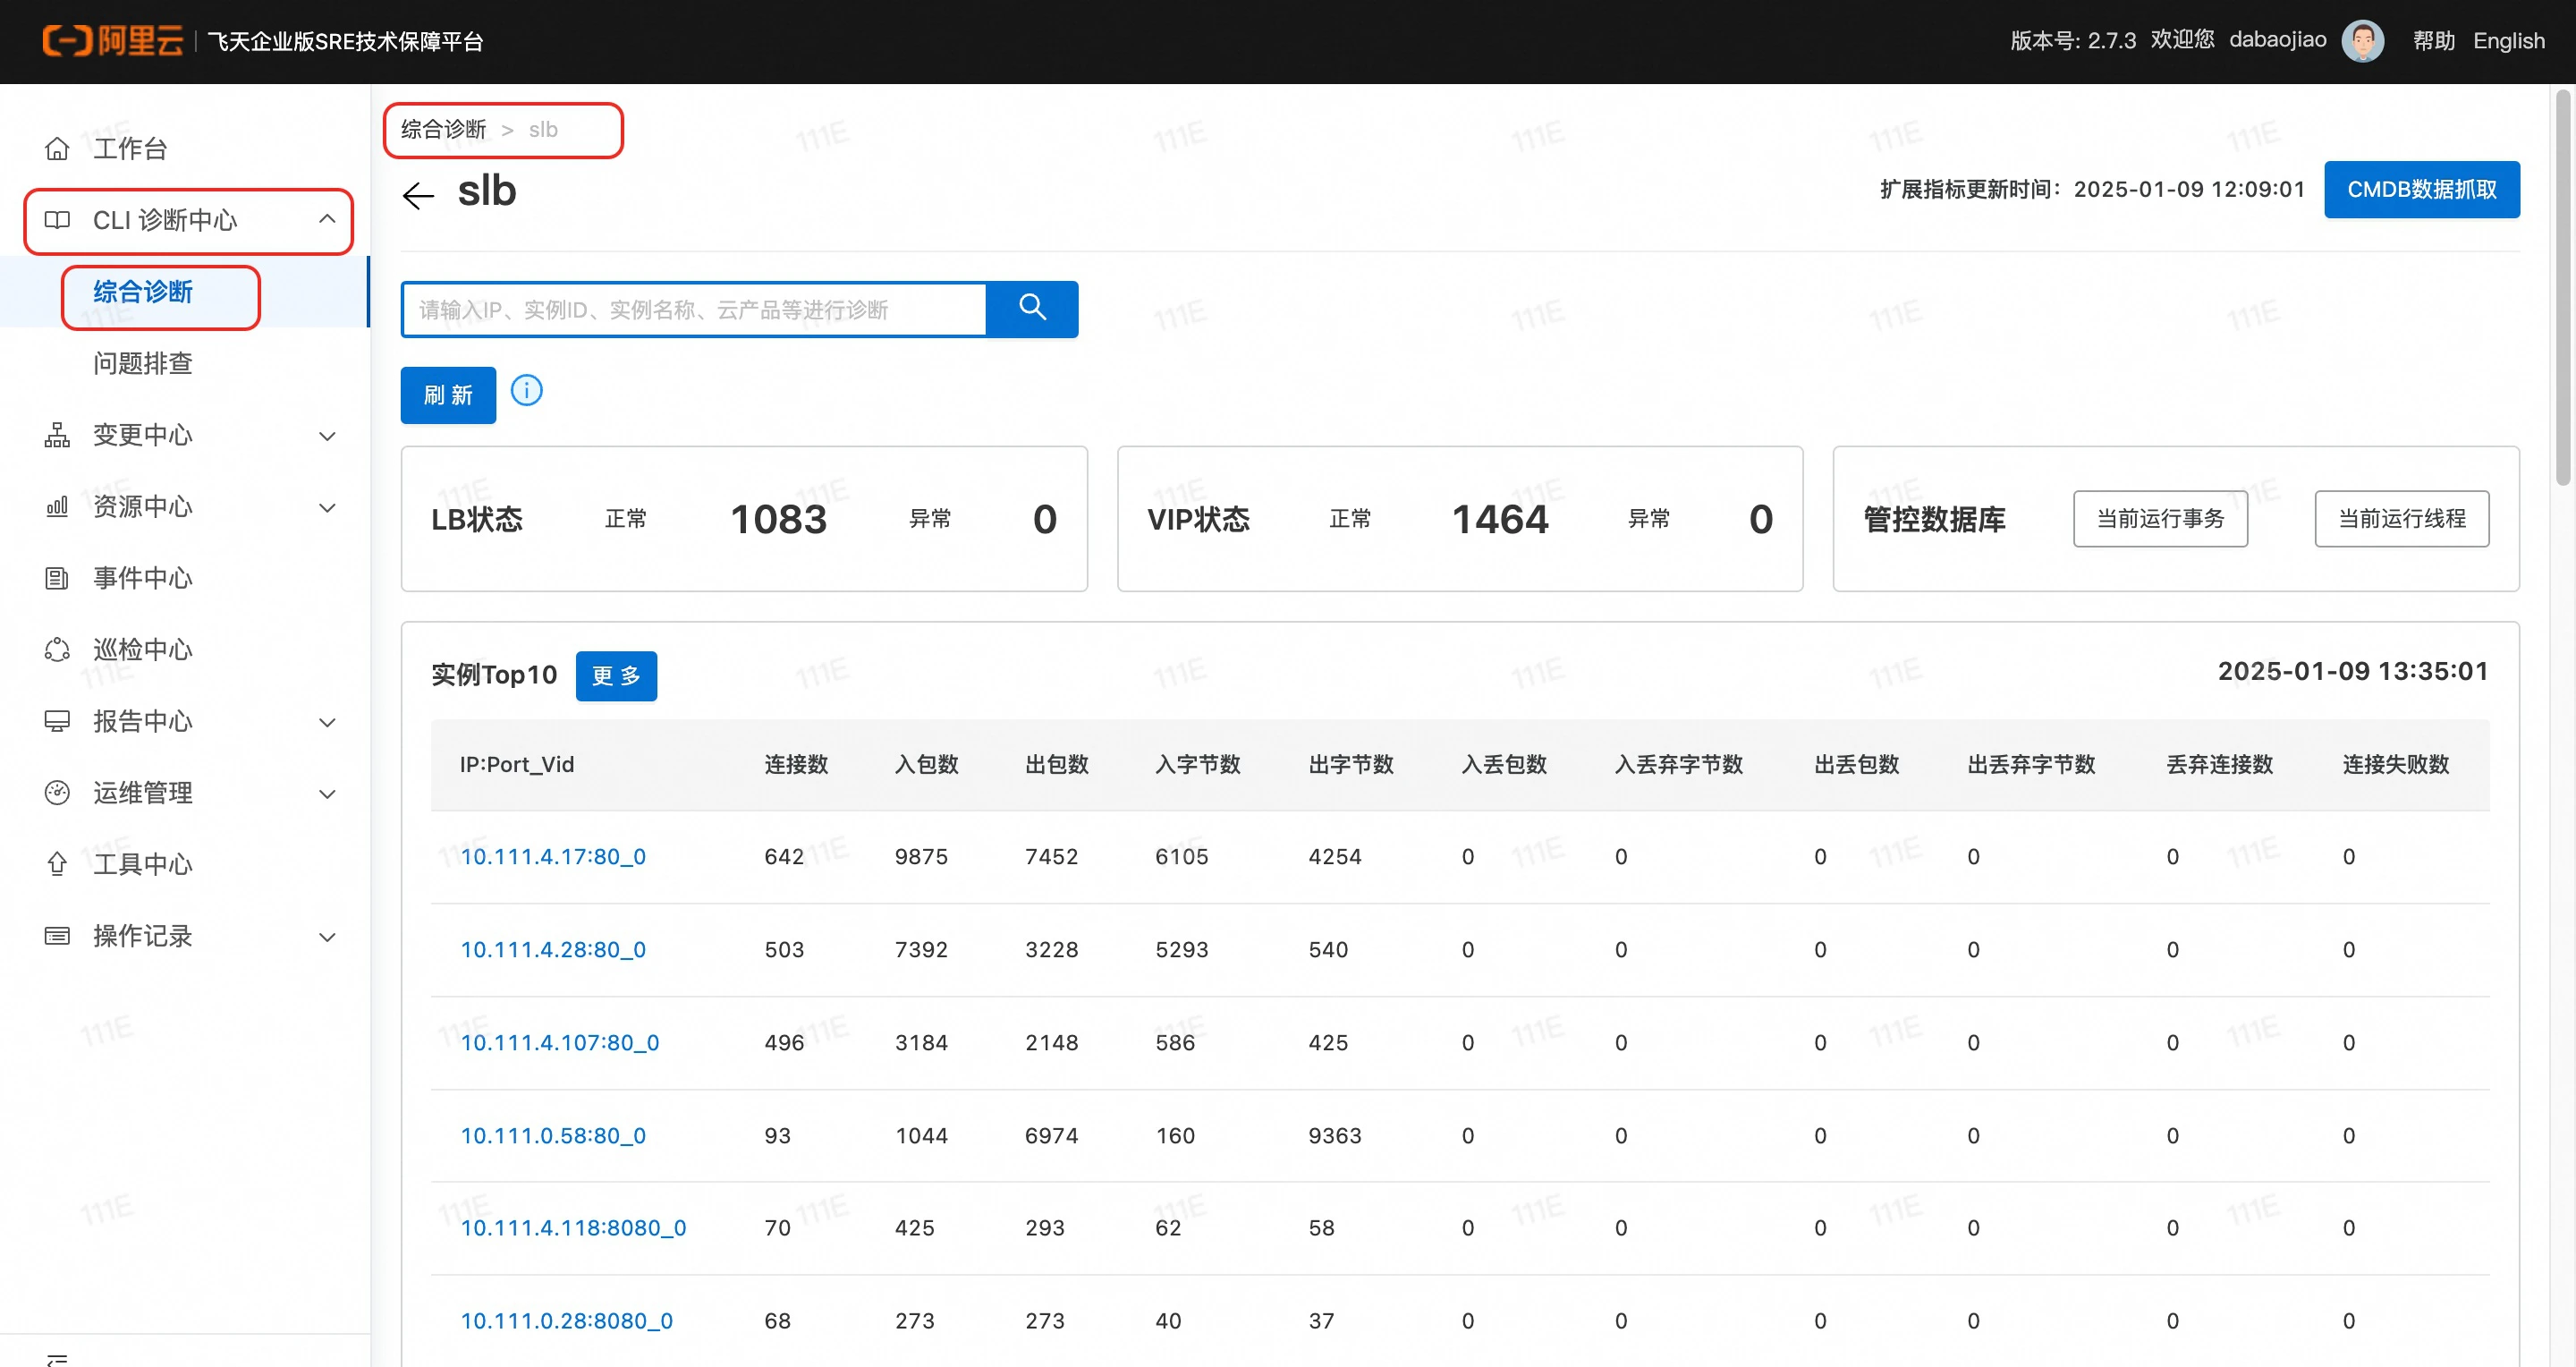 阿里云 飞天企业版SRE技术保障平台
版本号: 2.7.3 欢迎您 dabaojiao 帮助 English
工作台
CLI 诊断中心
综合诊断
问题排查
变更中心
资源中心
事件中心
巡检中心
报告中心
运维管理
工具中心
操作记录
综合诊断 > slb
slb
扩展指标更新时间: 2025-01-09 12:09:01 CMDB数据抓取
请输入IP、实例ID、实例名称、云产品等进行诊断
刷 新
LB状态 正常 1083 异常 0
VIP状态 正常 1464 异常 0
管控数据库 当前运行事务 当前运行线程
实例Top10 更 多 2025-01-09 13:35:01
IP:Port_Vid 连接数 入包数 出包数 入字节数 出字节数 入丢包数 入丢弃字节数 出丢包数 出丢弃字节数 丢弃连接数 连接失败数
10.111.4.17:80_0 642 9875 7452 6105 4254 0 0 0 0 0 0
10.111.4.28:80_0 503 7392 3228 5293 540 0 0 0 0 0 0
10.111.4.107:80_0 496 3184 2148 586 425 0 0 0 0 0 0
10.111.0.58:80_0 93 1044 6974 160 9363 0 0 0 0 0 0
10.111.4.118:8080_0 70 425 293 62 58 0 0 0 0 0 0
10.111.0.28:8080_0 68 273 273 40 37 0 0 0 0 0 0
111E